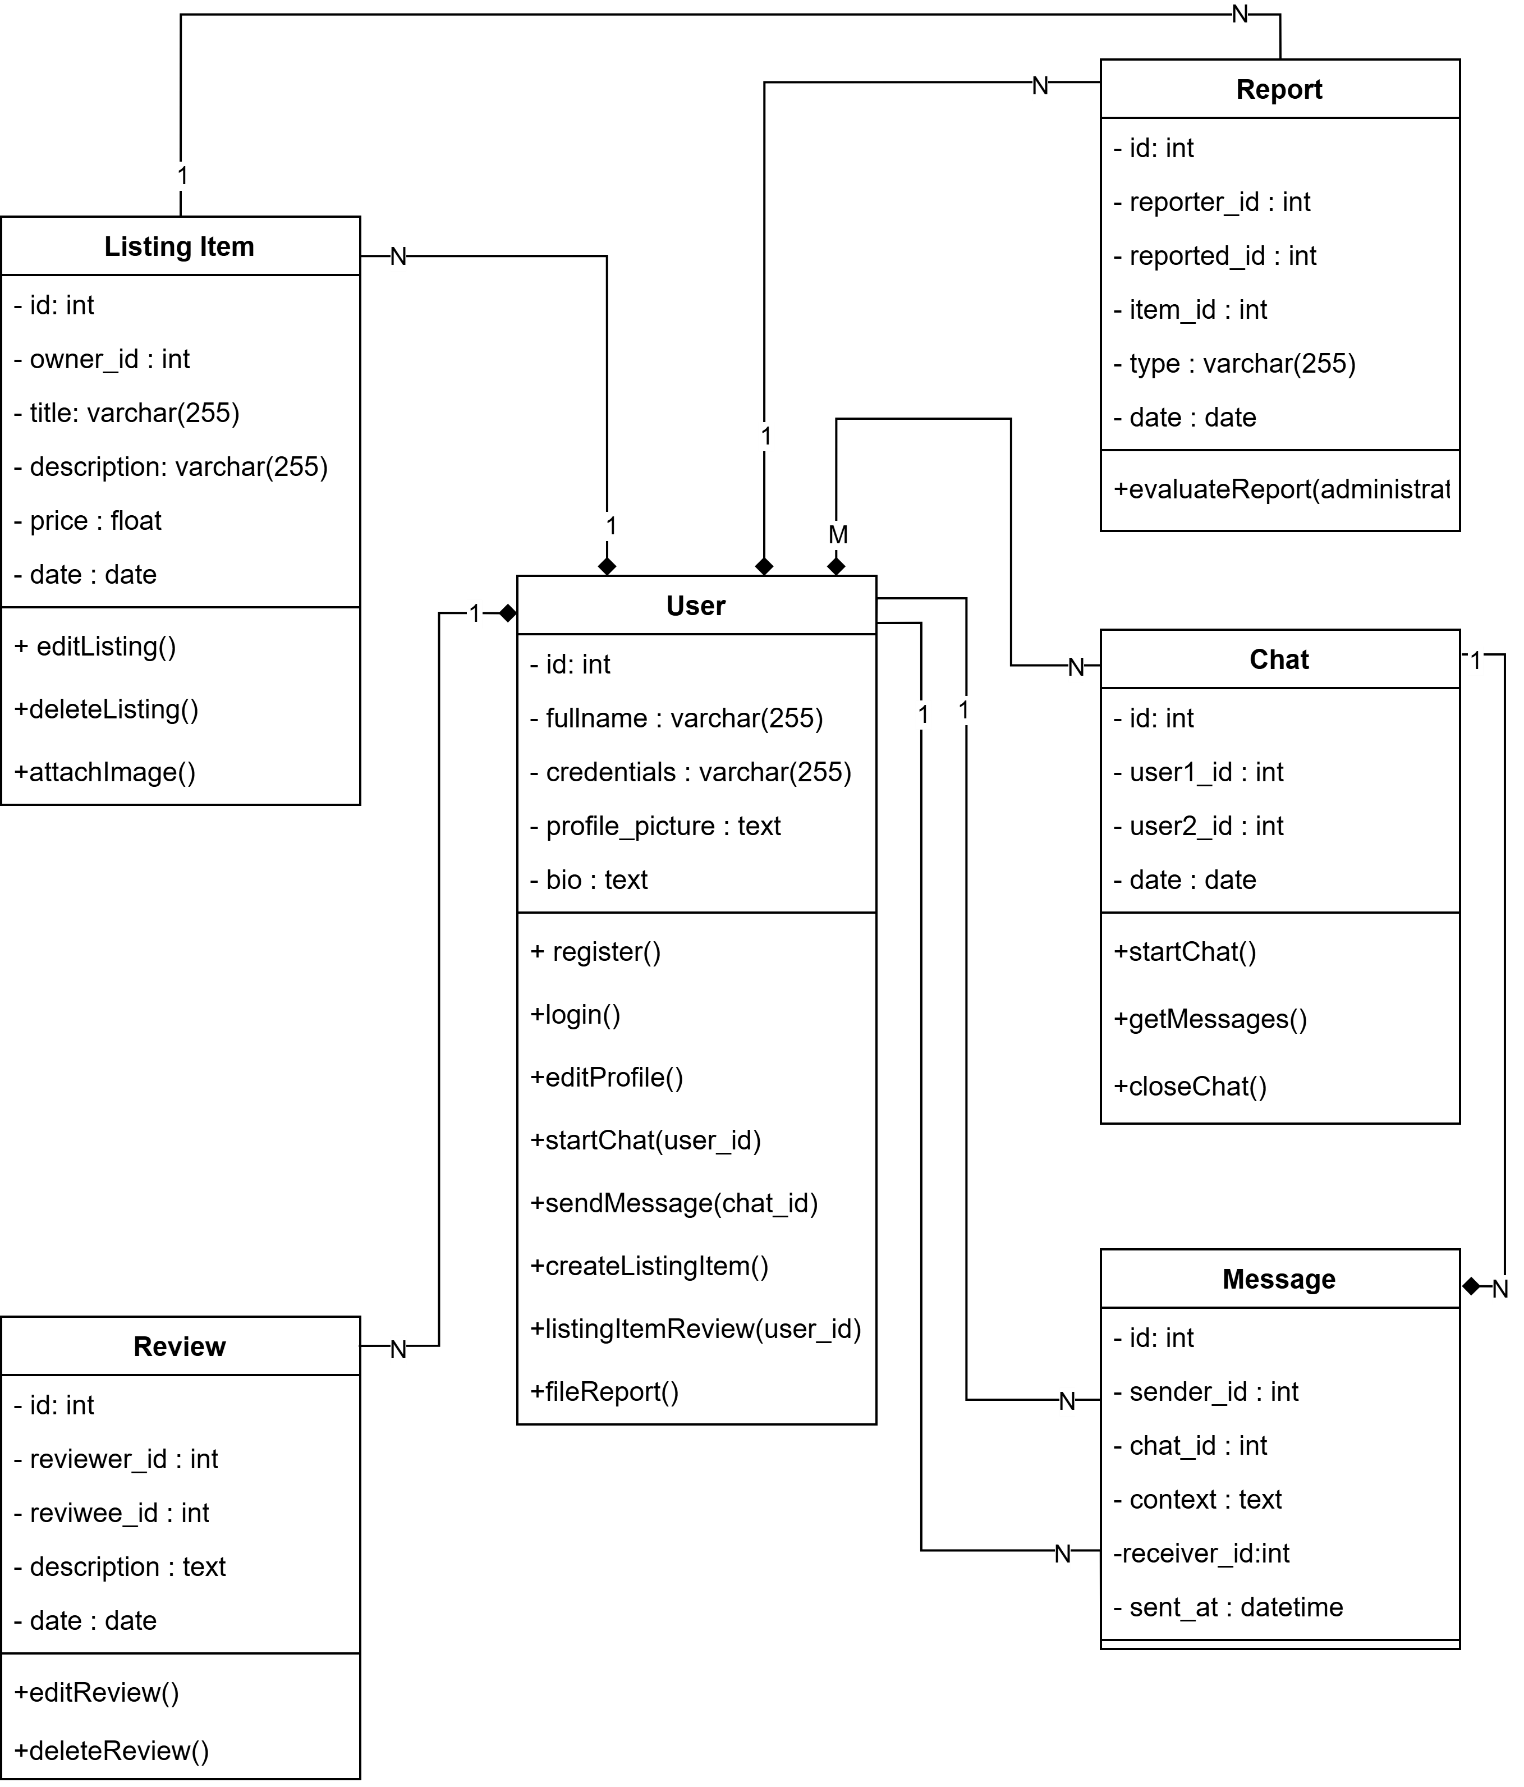 N
N
Report
- id: int
- reporter_id : int
- reported_id : int
- item_id : int
- type : varchar(255)
- date : date
+evaluateReport(administrat
1
Listing Item
- id: int
- owner_id : int
- title: varchar(255)
- description: varchar(255)
- price : float
- date : date
+ editListing()
+deleteListing()
+attachImage()
N
1
1
M
1
User
- id: int
- fullname : varchar(255)
- credentials : varchar(255)
- profile_picture : text
- bio : text
+ register()
+login()
+editProfile()
+startChat(user_id)
+sendMessage(chat_id)
+createListingItem()
+listingItemReview(user_id)
+fileReport()
1
1
N
Chat
1
- id: int
- user1_id : int
- user2_id : int
- date : date
+startChat()
+getMessages()
+closeChat()
Message
N
- id: int
- sender_id : int
- chat_id : int
- context : text
-receiver_id:int
- sent_at : datetime
N
N
Review
N
- id: int
- reviewer_id : int
- reviwee_id : int
- description : text
- date : date
+editReview()
+deleteReview()